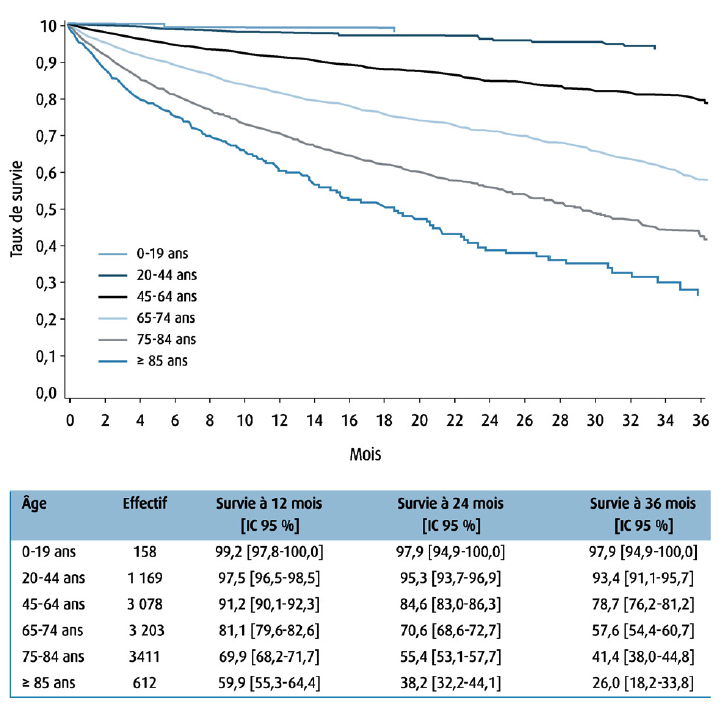 10
0,9
0,8
0,7
0,6
0,5
0,4
0,3
0,2
0,1
0,0
Taux de survie
0-19 ans
20-44 ans
45-64 ans
65-74 ans
75-84 ans
≥ 85 ans
0 2 4 6 8 10 12 14 16 18 20 22 24 26 28 30 32 34 36
Mois
Âge Effectif Survie à 12 mois Survie à 24 mois Survie à 36 mois
[IC 95 %] [IC 95 %] [IC 95 %]
0-19 ans 158 99,2 [97,8-100,0] 97,9 [94,9-100,0] 97,9 [94,9-100,0]
20-44 ans 1 169 97,5 [96,5-98,5] 95,3 [93,7-96,9] 93,4 [91,1-95,7]
45-64 ans 3 078 91,2 [90,1-92,3] 84,6 [83,0-86,3] 78,7 [76,2-81,2]
65-74 ans 3 203 81,1 [79,6-82,6] 70,6 [68,6-72,7] 57,6 [54,4-60,7]
75-84 ans 3411 69,9 [68,2-71,7] 55,4 [53,1-57,7] 41,4 [38,0-44,8]
≥ 85 ans 612 59,9 [55,3-64,4] 38,2 [32,2-44,1] 26,0 [18,2-33,8]